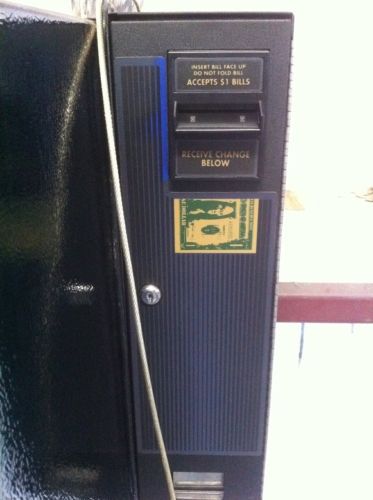 INSERT BILL FACE UP
DO NOT FOLD BILL
ACCEPTS $1 BILLS
RECEIVE CHANGE
BELOW